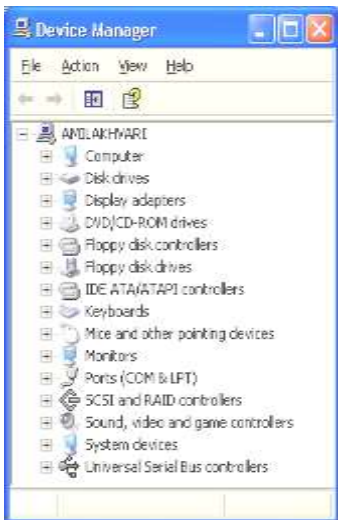 Device Manager
File Action View Help
AMILAKHVARI
Computer
Disk drives
Display adapters
DVD/CD-ROM drives
Floppy disk controllers
Floppy disk drives
IDE ATA/ATAPI controllers
Keyboards
Mice and other pointing devices
Monitors
Ports (COM & LPT)
SCSI and RAID controllers
Sound, video and game controllers
System devices
Universal Serial Bus controllers